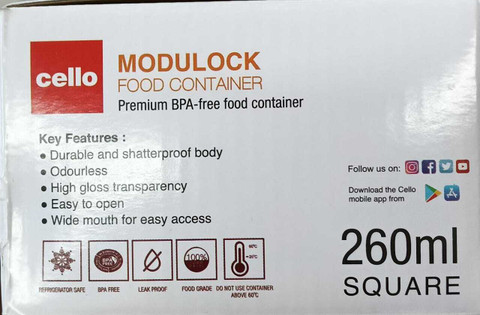 cello
MODULOCK
FOOD CONTAINER
Premium BPA-free food container
Key Features :
• Durable and shatterproof body
• Odourless
• High gloss transparency
• Easy to open
• Wide mouth for easy access
Follow us on:
Download the Cello
mobile app from
BPA FREE
100%
REFRIGERATOR SAFE
BPA FREE
LEAK PROOF
FOOD GRADE
DO NOT USE CONTAINER
ABOVE 60°C
260ml
SQUARE